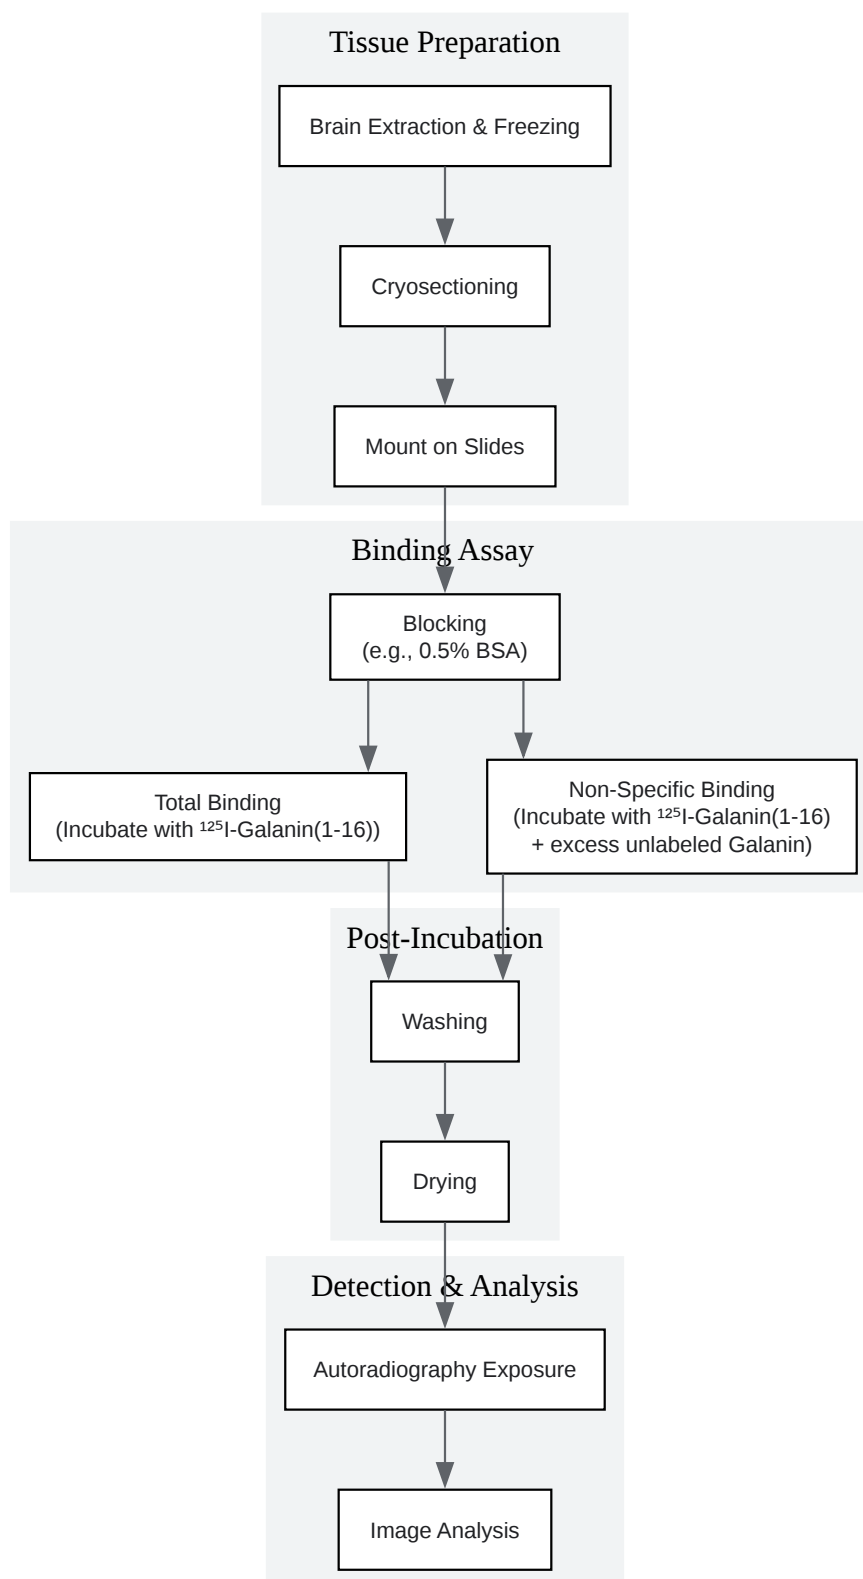 Tissue Preparation
Brain Extraction & Freezing
Cryosectioning
Mount on Slides
Binding Assay
Blocking
(e.g., 0.5% BSA)
Total Binding
(Incubate with ¹²⁵I-Galanin(1-16))
Non-Specific Binding
(Incubate with ¹²⁵I-Galanin(1-16)
+ excess unlabeled Galanin)
Post-Incubation
Washing
Drying
Detection & Analysis
Autoradiography Exposure
Image Analysis